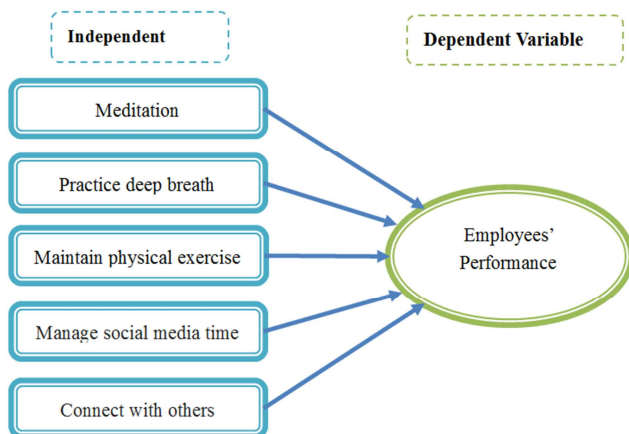 Independent
Dependent Variable
Meditation
Practice deep breath
Maintain physical exercise
Manage social media time
Connect with others
Employees’
Performance